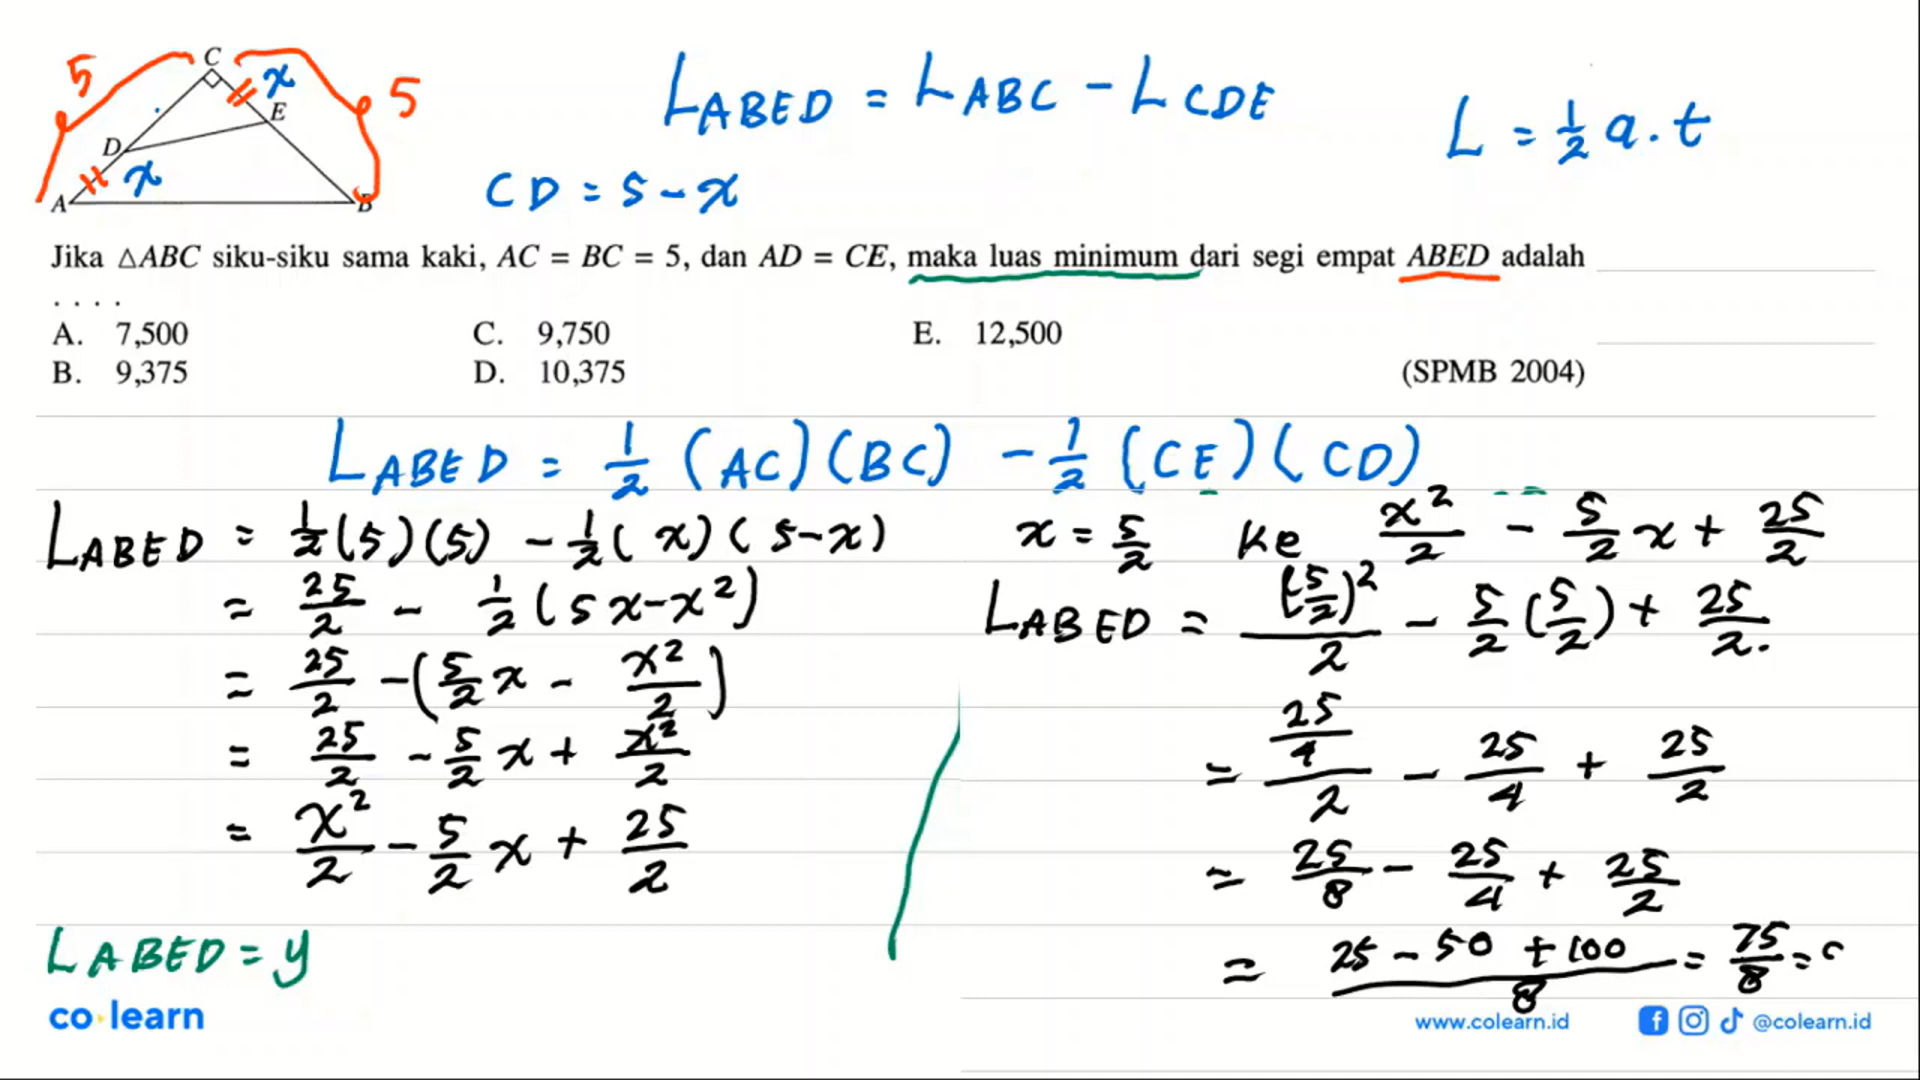 5
C
x
5
E
D
x
A
B
L ABED = L ABC - L CDE
L = 1/2 a . t
CD = 5 - x
Jika △ABC siku-siku sama kaki, AC = BC = 5, dan AD = CE, maka luas minimum dari segi empat ABED adalah
. . . .
A. 7,500 C. 9,750 E. 12,500
B. 9,375 D. 10,375 (SPMB 2004)
L ABED = 1/2 (AC)(BC) - 1/2 (CE)(CD)
L ABED = 1/2 (5)(5) - 1/2 (x)(5-x)
= 25/2 - 1/2 (5x - x²)
= 25/2 - (5/2 x - x²/2)
= 25/2 - 5/2 x + x²/2
= x²/2 - 5/2 x + 25/2
L ABED = y
x = 5/2 ke x²/2 - 5/2 x + 25/2
L ABED = (5/2)²/2 - 5/2 (5/2) + 25/2.
= 25/4/2 - 25/4 + 25/2
= 25/8 - 25/4 + 25/2
= 25 - 50 + 100/8 = 75/8 =
co learn
www.colearn.id
@colearn.id